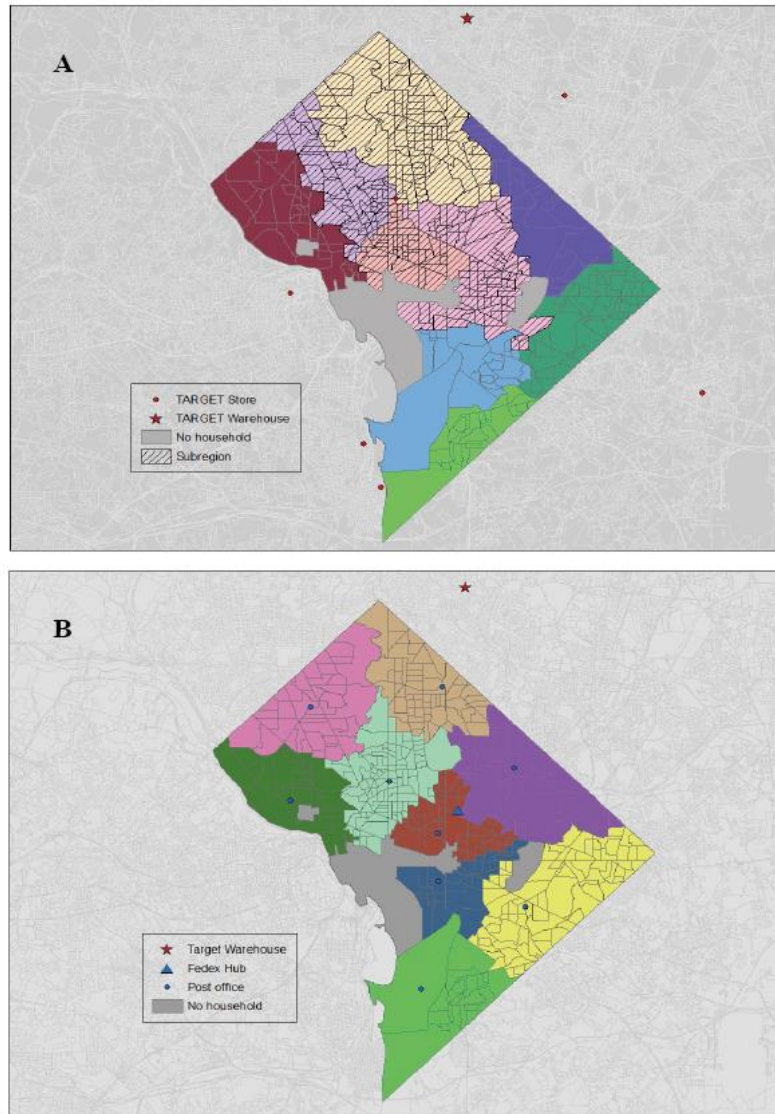 A
TARGET Store
TARGET Warehouse
No household
Subregion
B
Target Warehouse
Fedex Hub
Post office
No household